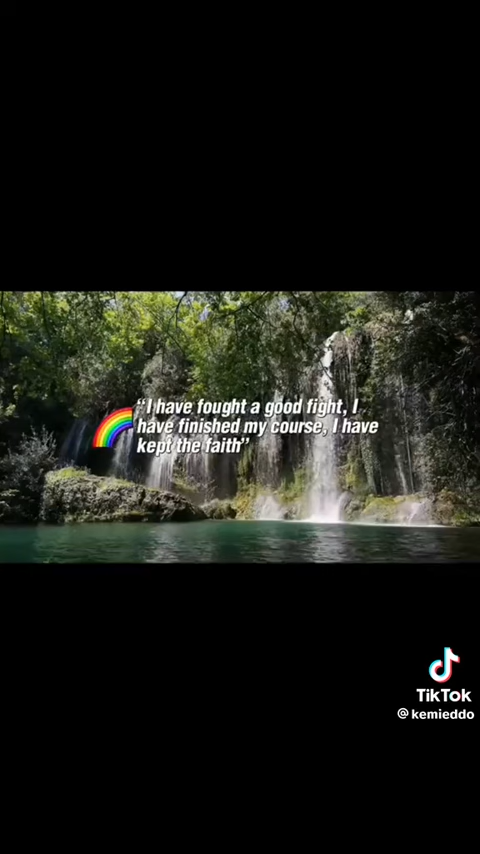 "I have fought a good fight, I
have finished my course, I have
kept the faith"
TikTok
@kemieddo